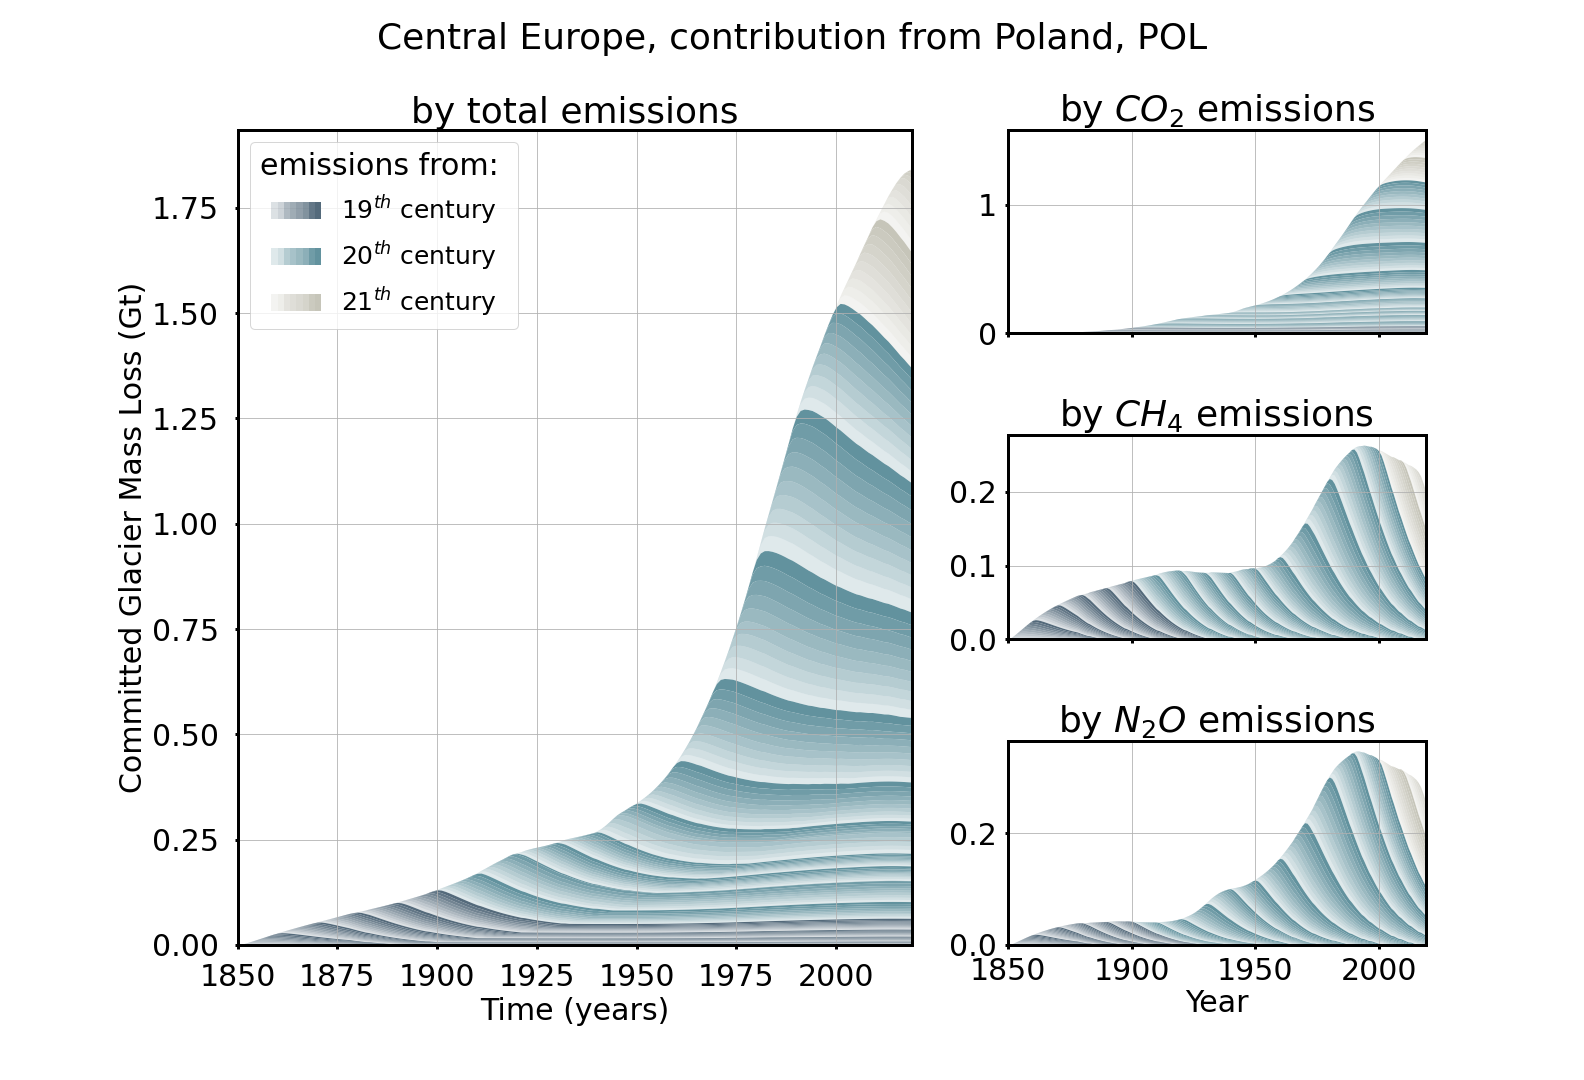 Central Europe, contribution from Poland, POL
by total emissions
emissions from:
19th century
20th century
21th century
Committed Glacier Mass Loss (Gt)
1.75
1.50
1.25
1.00
0.75
0.50
0.25
0.00
1850 1875 1900 1925 1950 1975 2000
Time (years)
by CO2 emissions
1
0
by CH4 emissions
0.2
0.1
0.0
by N2O emissions
0.2
0.0
1850 1900 1950 2000
Year